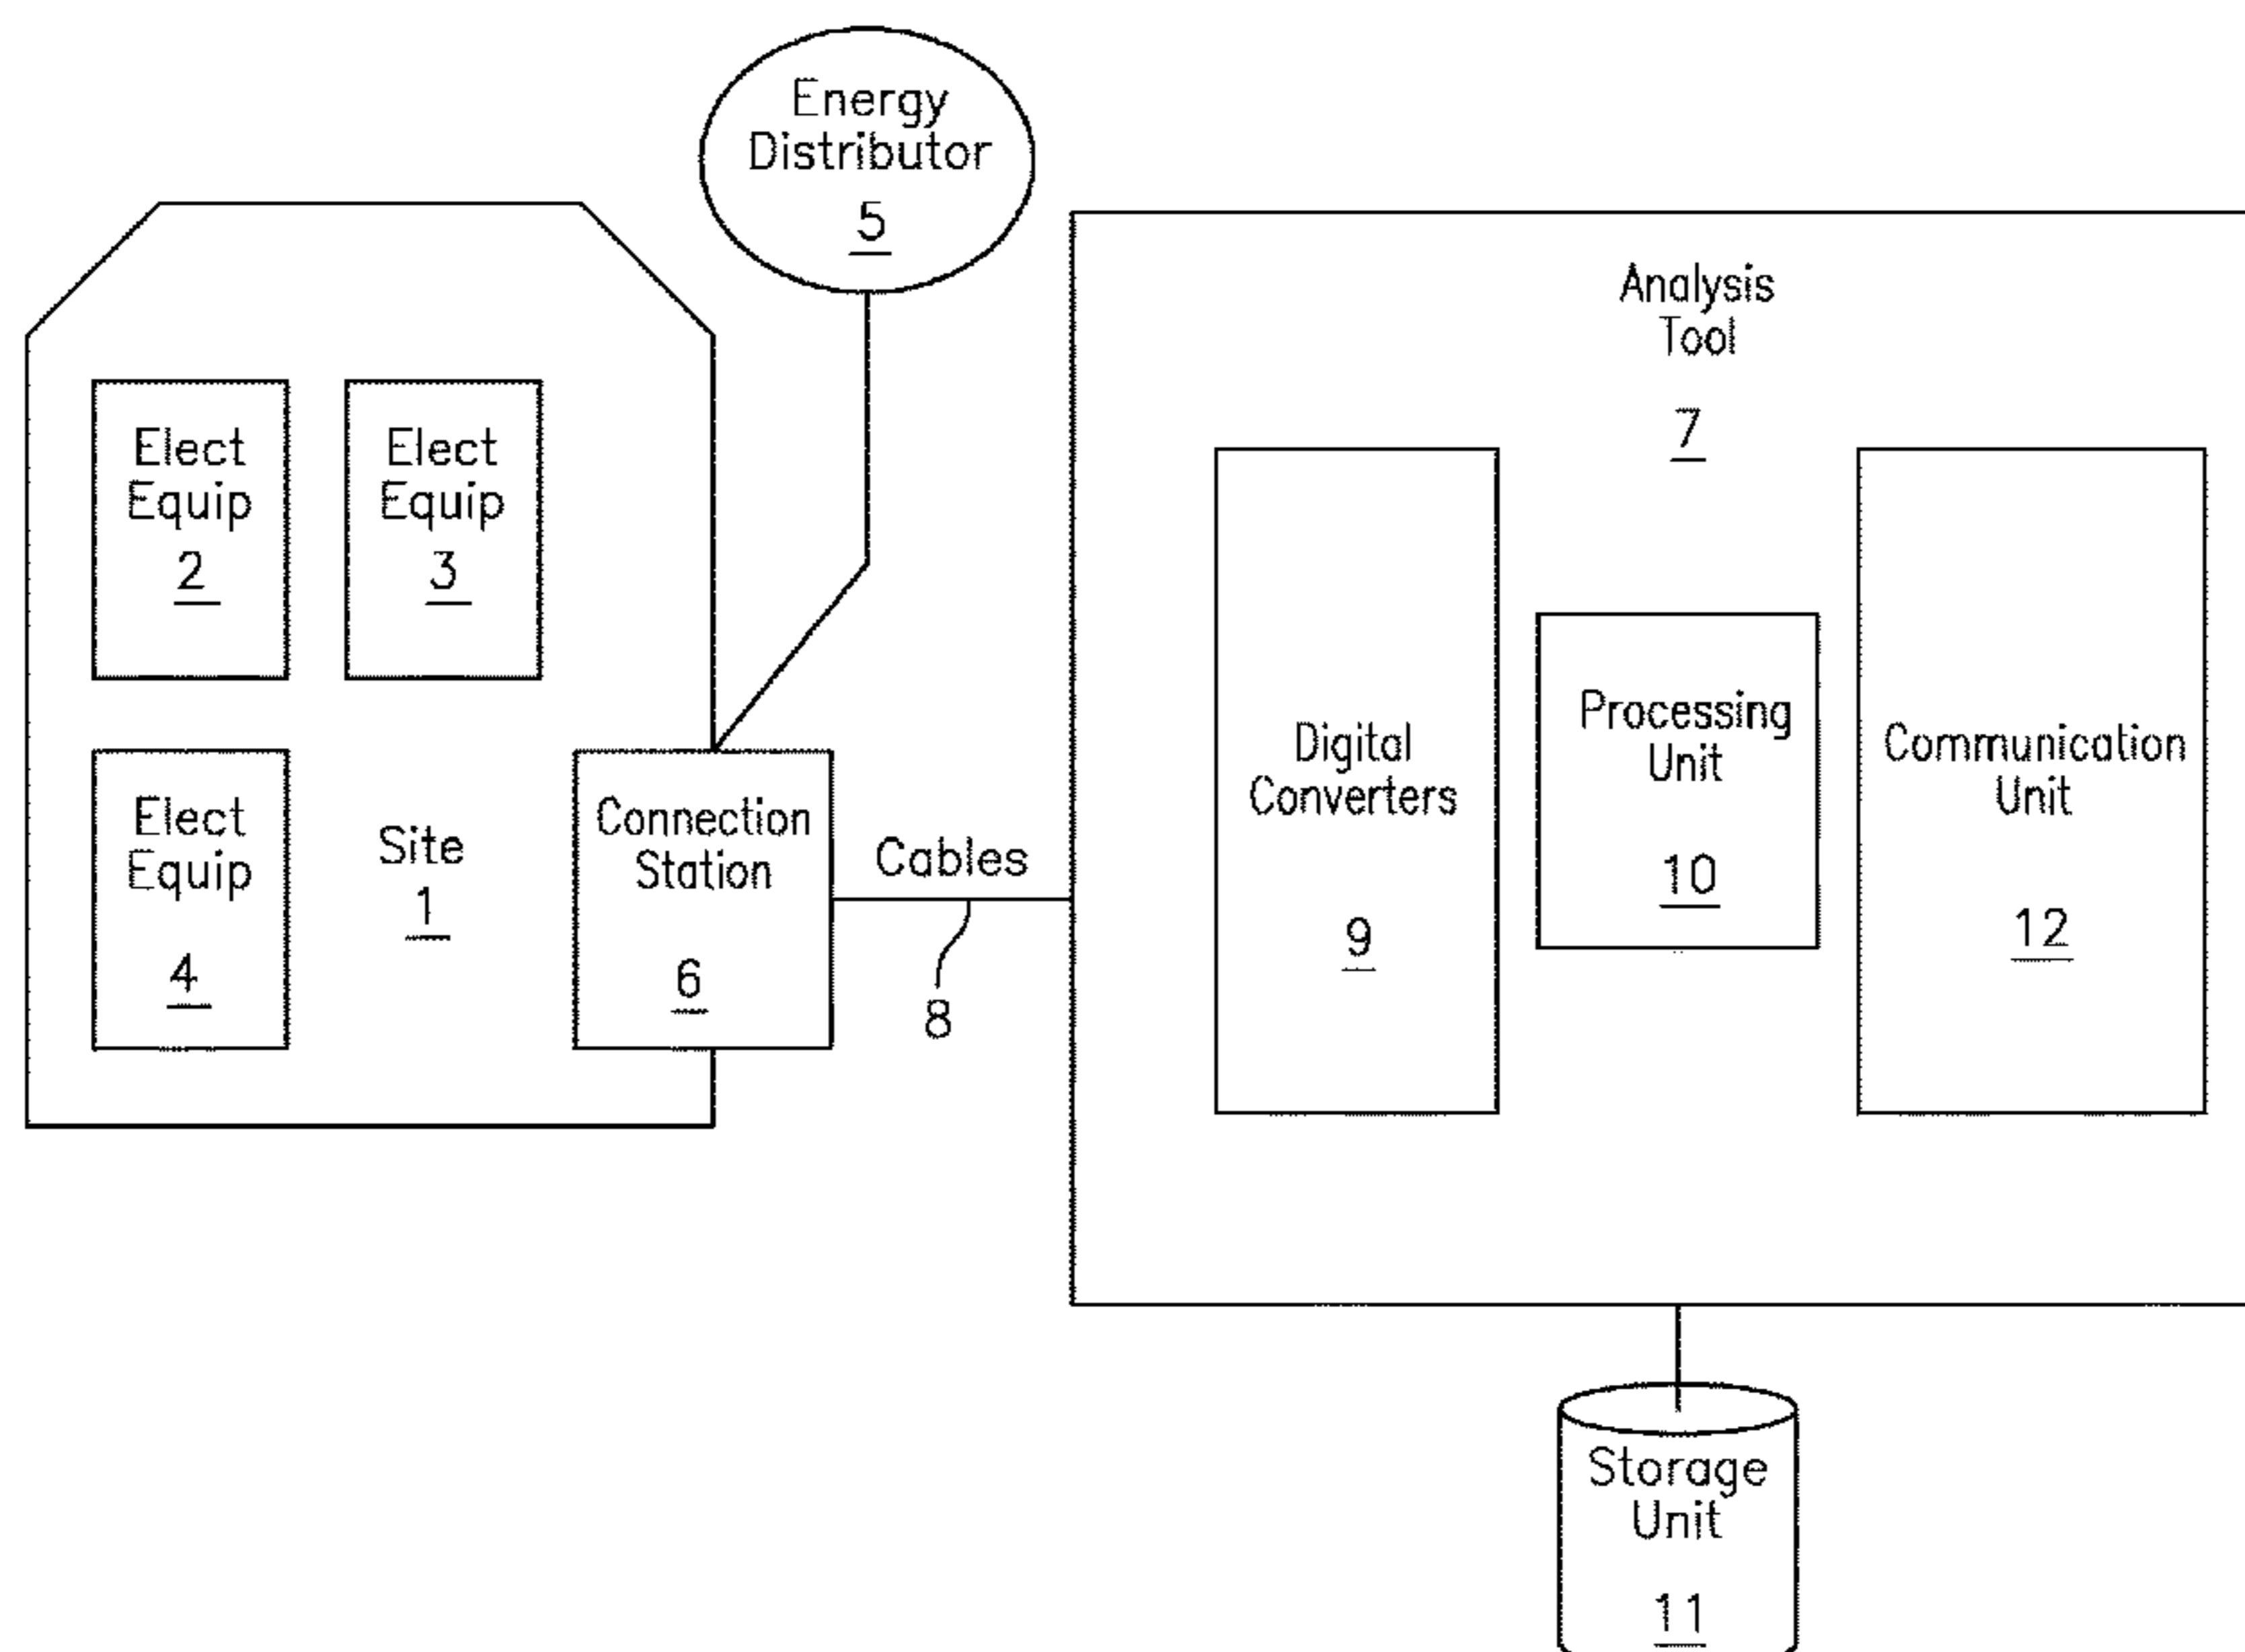 Energy
Distributor
5
Analysis
Tool
7
Elect
Equip
2
Elect
Equip
3
Elect
Equip
4
Site
1
Connection
Station
6
Cables
8
Digital
Converters
9
Processing
Unit
10
Communication
Unit
12
Storage
Unit
11